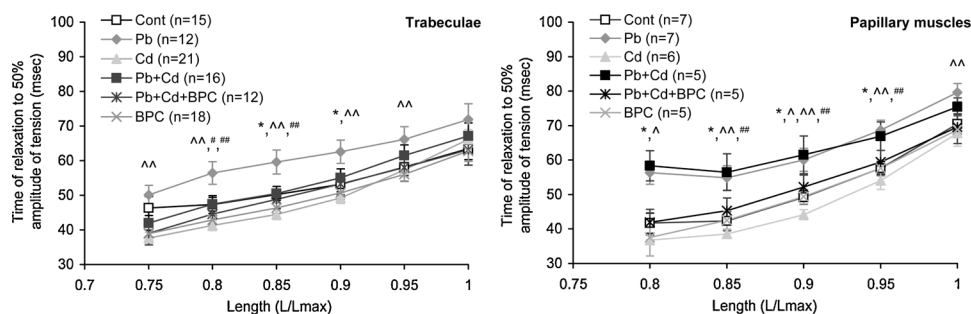 Trabeculae
Time of relaxation to 50%
amplitude of tension (msec)
100
90
80
70
60
50
40
30
Cont (n=15)
Pb (n=12)
Cd (n=21)
Pb+Cd (n=16)
Pb+Cd+BPC (n=12)
BPC (n=18)
^^
^^,#,##
*,^^,##
*,^^
^^
0.7
0.75
0.8
0.85
0.9
0.95
1
Length (L/Lmax)
Papillary muscles
Time of relaxation to 50%
amplitude of tension (msec)
100
90
80
70
60
50
40
30
Cont (n=7)
Pb (n=7)
Cd (n=6)
Pb+Cd (n=5)
Pb+Cd+BPC (n=5)
BPC (n=5)
*,^
*,^^,##
*,^,^^,##
*,^^,##
^^
0.75
0.8
0.85
0.9
0.95
1
Length (L/Lmax)